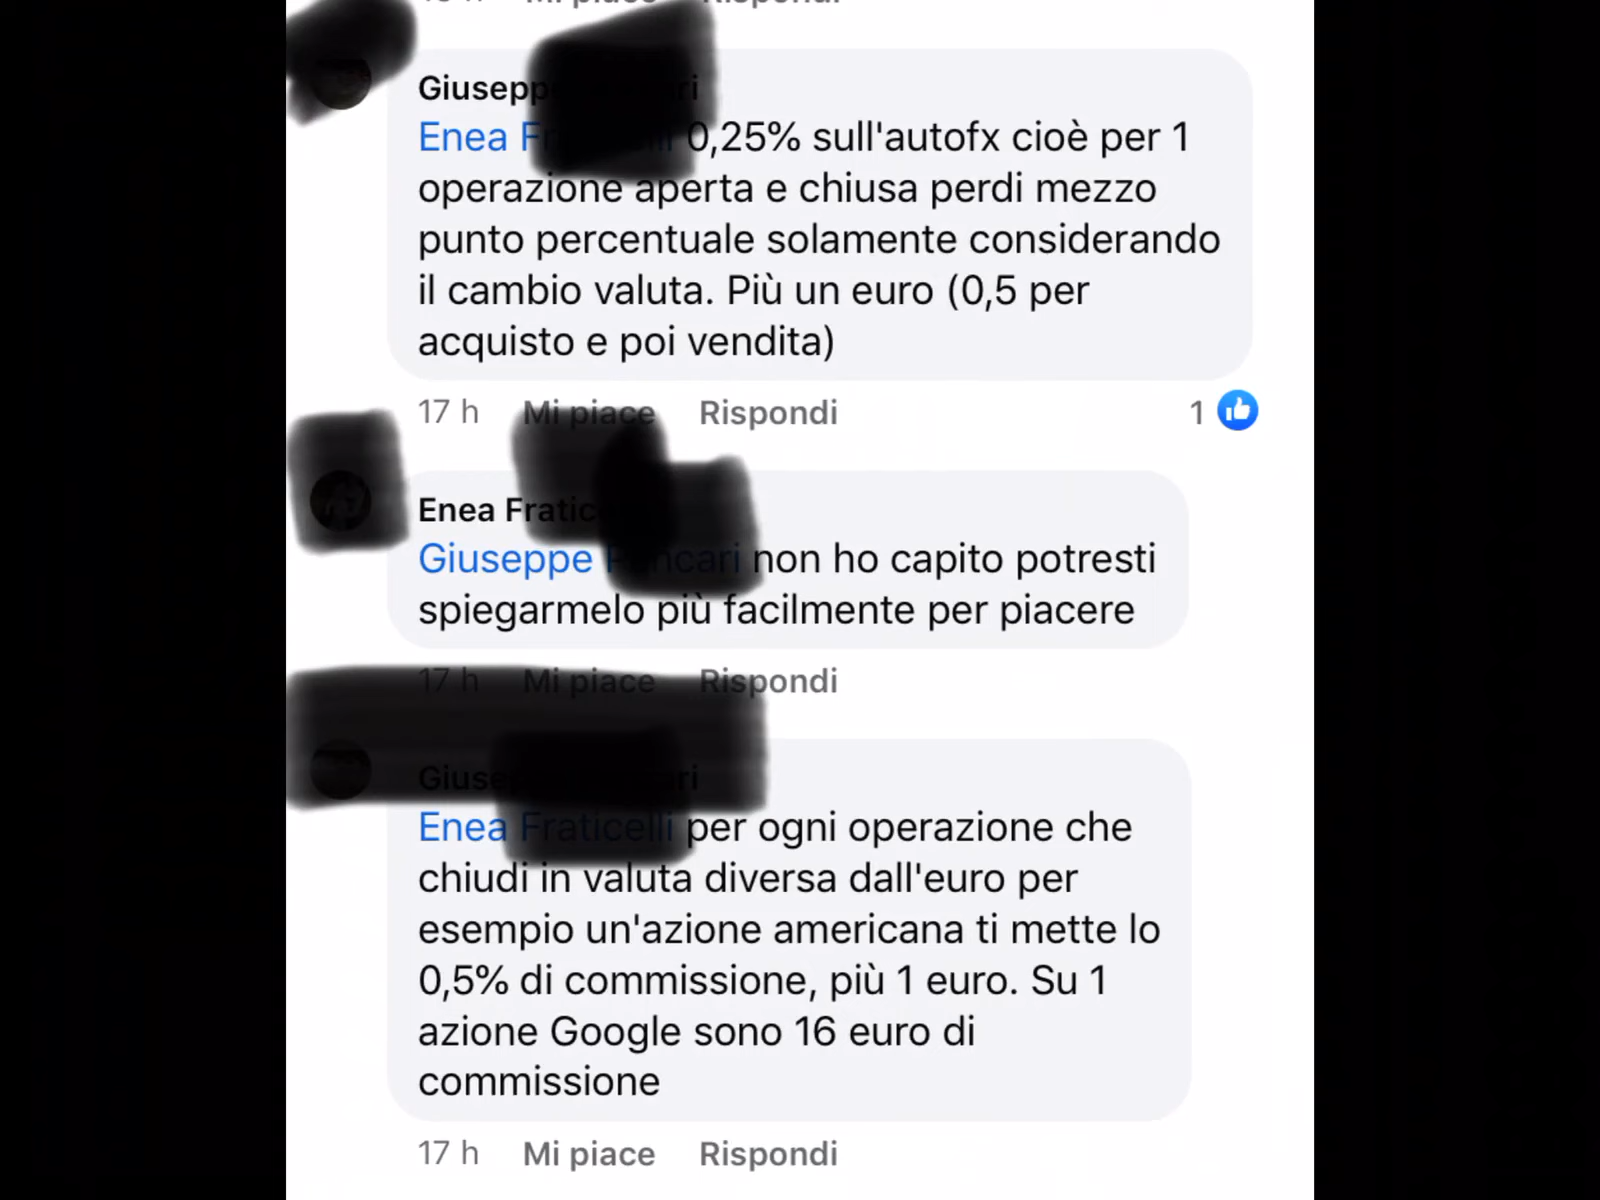 Mi piace Rispondi
Giusepp
Enea 0,25% sull'autofx cioè per 1
operazione aperta e chiusa perdi mezzo
punto percentuale solamente considerando
il cambio valuta. Più un euro (0,5 per
acquisto e poi vendita)
17 h Mi piace Rispondi 1
Enea
Giuseppe non ho capito potresti
spiegarmelo più facilmente per piacere
17 h Mi piace Rispondi
Enea per ogni operazione che
chiudi in valuta diversa dall'euro per
esempio un'azione americana ti mette lo
0,5% di commissione, più 1 euro. Su 1
azione Google sono 16 euro di
commissione
17 h Mi piace Rispondi